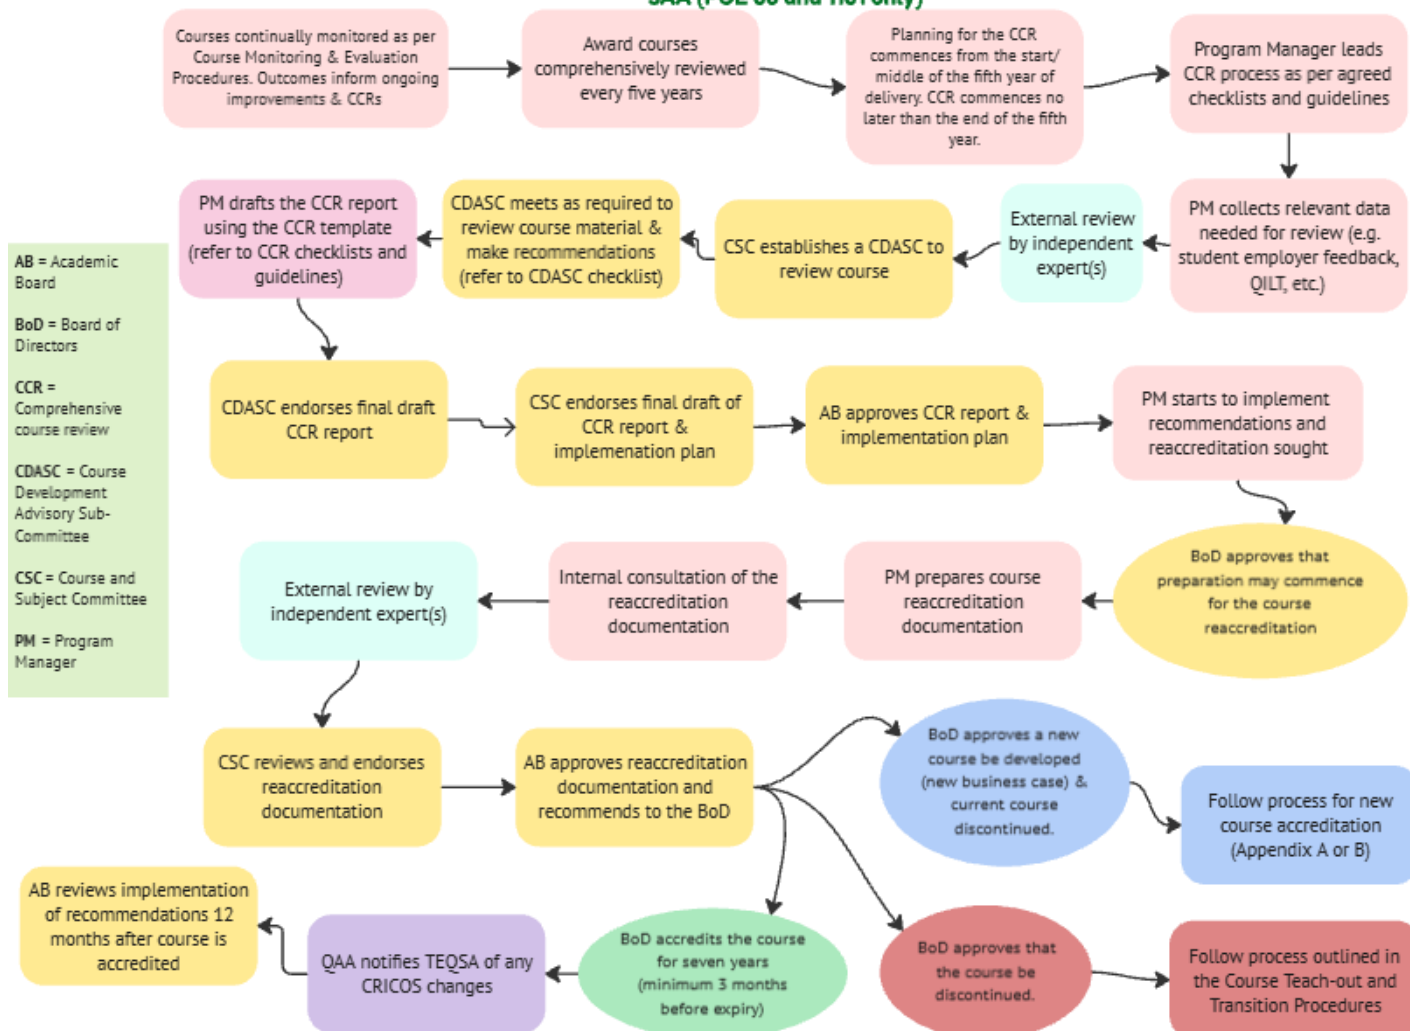 Courses continually monitored as per
Course Monitoring & Evaluation
Procedures. Outcomes inform ongoing
improvements & CCRs
Award courses
comprehensively reviewed
every five years
Planning for the CCR
commences from the start/
middle of the fifth year of
delivery. CCR commences no
later than the end of the fifth
year.
Program Manager leads
CCR process as per agreed
checklists and guidelines
PM drafts the CCR report
using the CCR template
(refer to CCR checklists and
guidelines)
CDASC meets as required to
review course material &
make recommendations
(refer to CDASC checklist)
CSC establishes a CDASC to
review course
External review
by independent
expert(s)
PM collects relevant data
needed for review (e.g.
student employer feedback,
QILT, etc.)
AB = Academic
Board
BoD = Board of
Directors
CCR =
Comprehensive
course review
CDASC = Course
Development
Advisory Sub-
Committee
CSC = Course and
Subject Committee
PM = Program
Manager
CDASC endorses final draft
CCR report
CSC endorses final draft of
CCR report &
implemenation plan
AB approves CCR report &
implementation plan
PM starts to implement
recommendations and
reaccreditation sought
External review by
independent expert(s)
Internal consultation of the
reaccreditation
documentation
PM prepares course
reaccreditation
documentation
BoD approves that
preparation may commence
for the course
reaccreditation
CSC reviews and endorses
reaccreditation
documentation
AB approves reaccreditation
documentation and
recommends to the BoD
BoD approves a new
course be developed
(new business case) &
current course
discontinued.
Follow process for new
course accreditation
(Appendix A or B)
AB reviews implementation
of recommendations 12
months after course is
accredited
QAA notifies TEQSA of any
CRICOS changes
BoD accredits the course
for seven years
(minimum 3 months
before expiry)
BoD approves that
the course be
discontinued.
Follow process outlined in
the Course Teach-out and
Transition Procedures